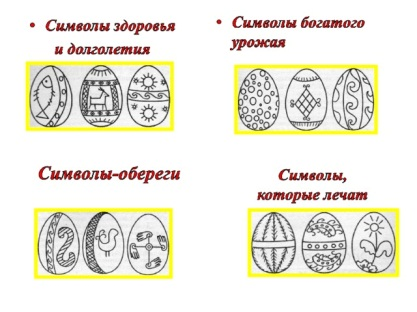 • Символы здоровья
и долголетия
• Символы богатого
урожая
Символы-обереги
Символы,
которые лечат